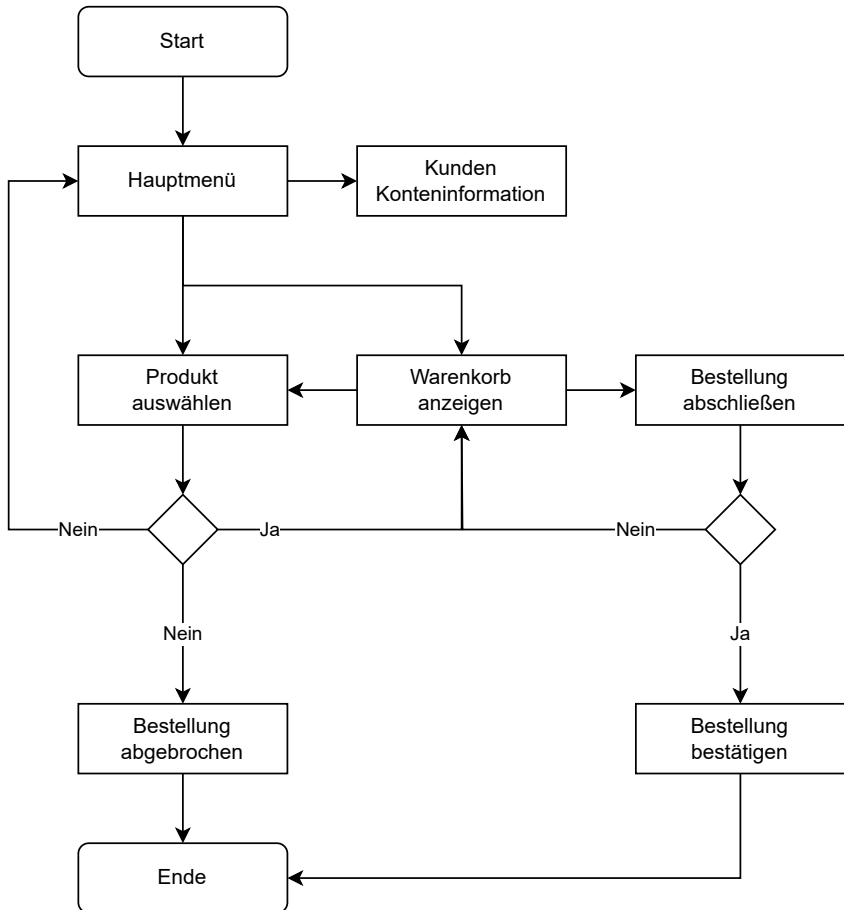 Start
Hauptmenü
Kunden
Konteninformation
Produkt
auswählen
Warenkorb
anzeigen
Bestellung
abschließen
Nein
Ja
Nein
Nein
Ja
Bestellung
abgebrochen
Bestellung
bestätigen
Ende